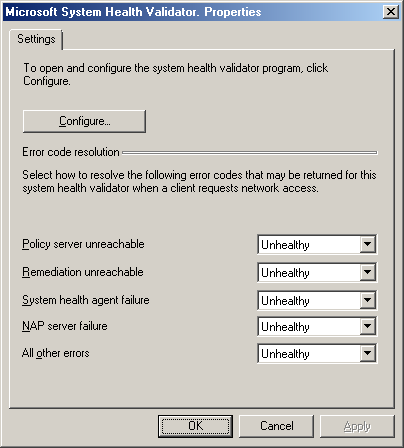 Microsoft System Health Validator. Properties
Settings
To open and configure the system health validator program, click
Configure.
Configure...
Error code resolution
Select how to resolve the following error codes that may be returned for this
system health validator when a client requests network access.
Policy server unreachable Unhealthy
Remediation unreachable Unhealthy
System health agent failure Unhealthy
NAP server failure Unhealthy
All other errors Unhealthy
OK Cancel Apply